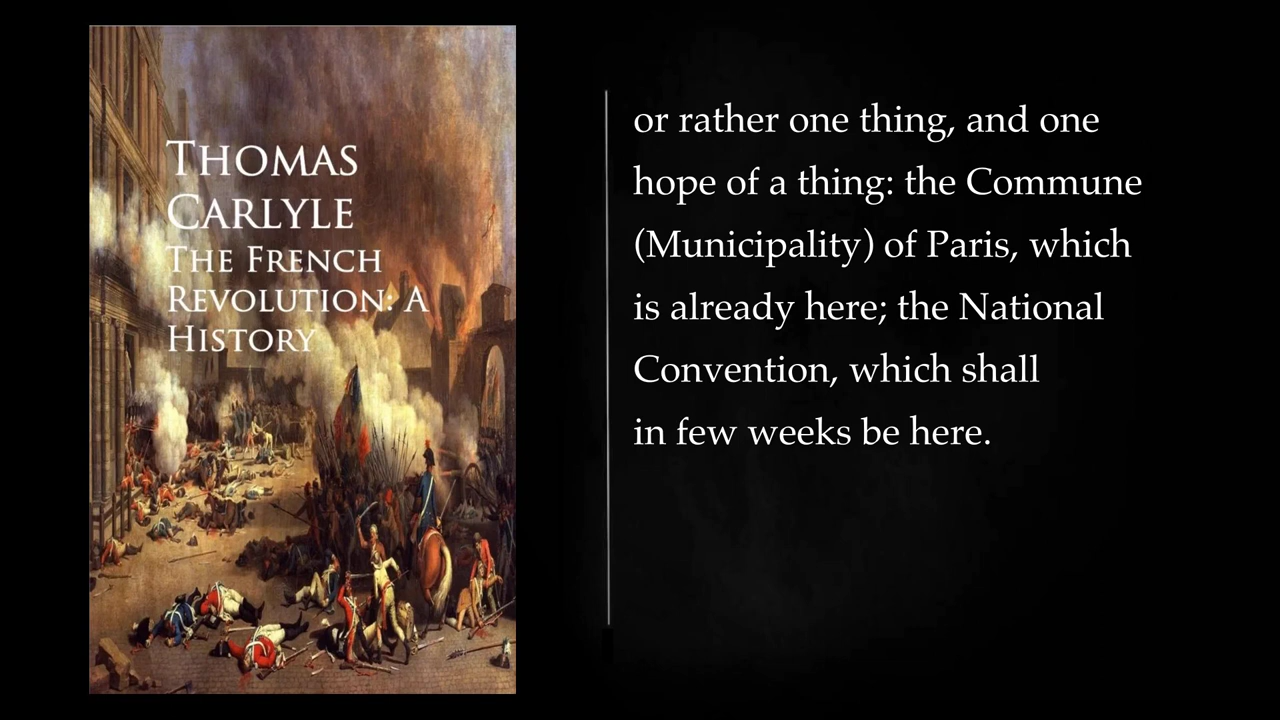 THOMAS
CARLYLE
THE FRENCH
REVOLUTION: A
HISTORY
or rather one thing, and one
hope of a thing: the Commune
(Municipality) of Paris, which
is already here; the National
Convention, which shall
in few weeks be here.